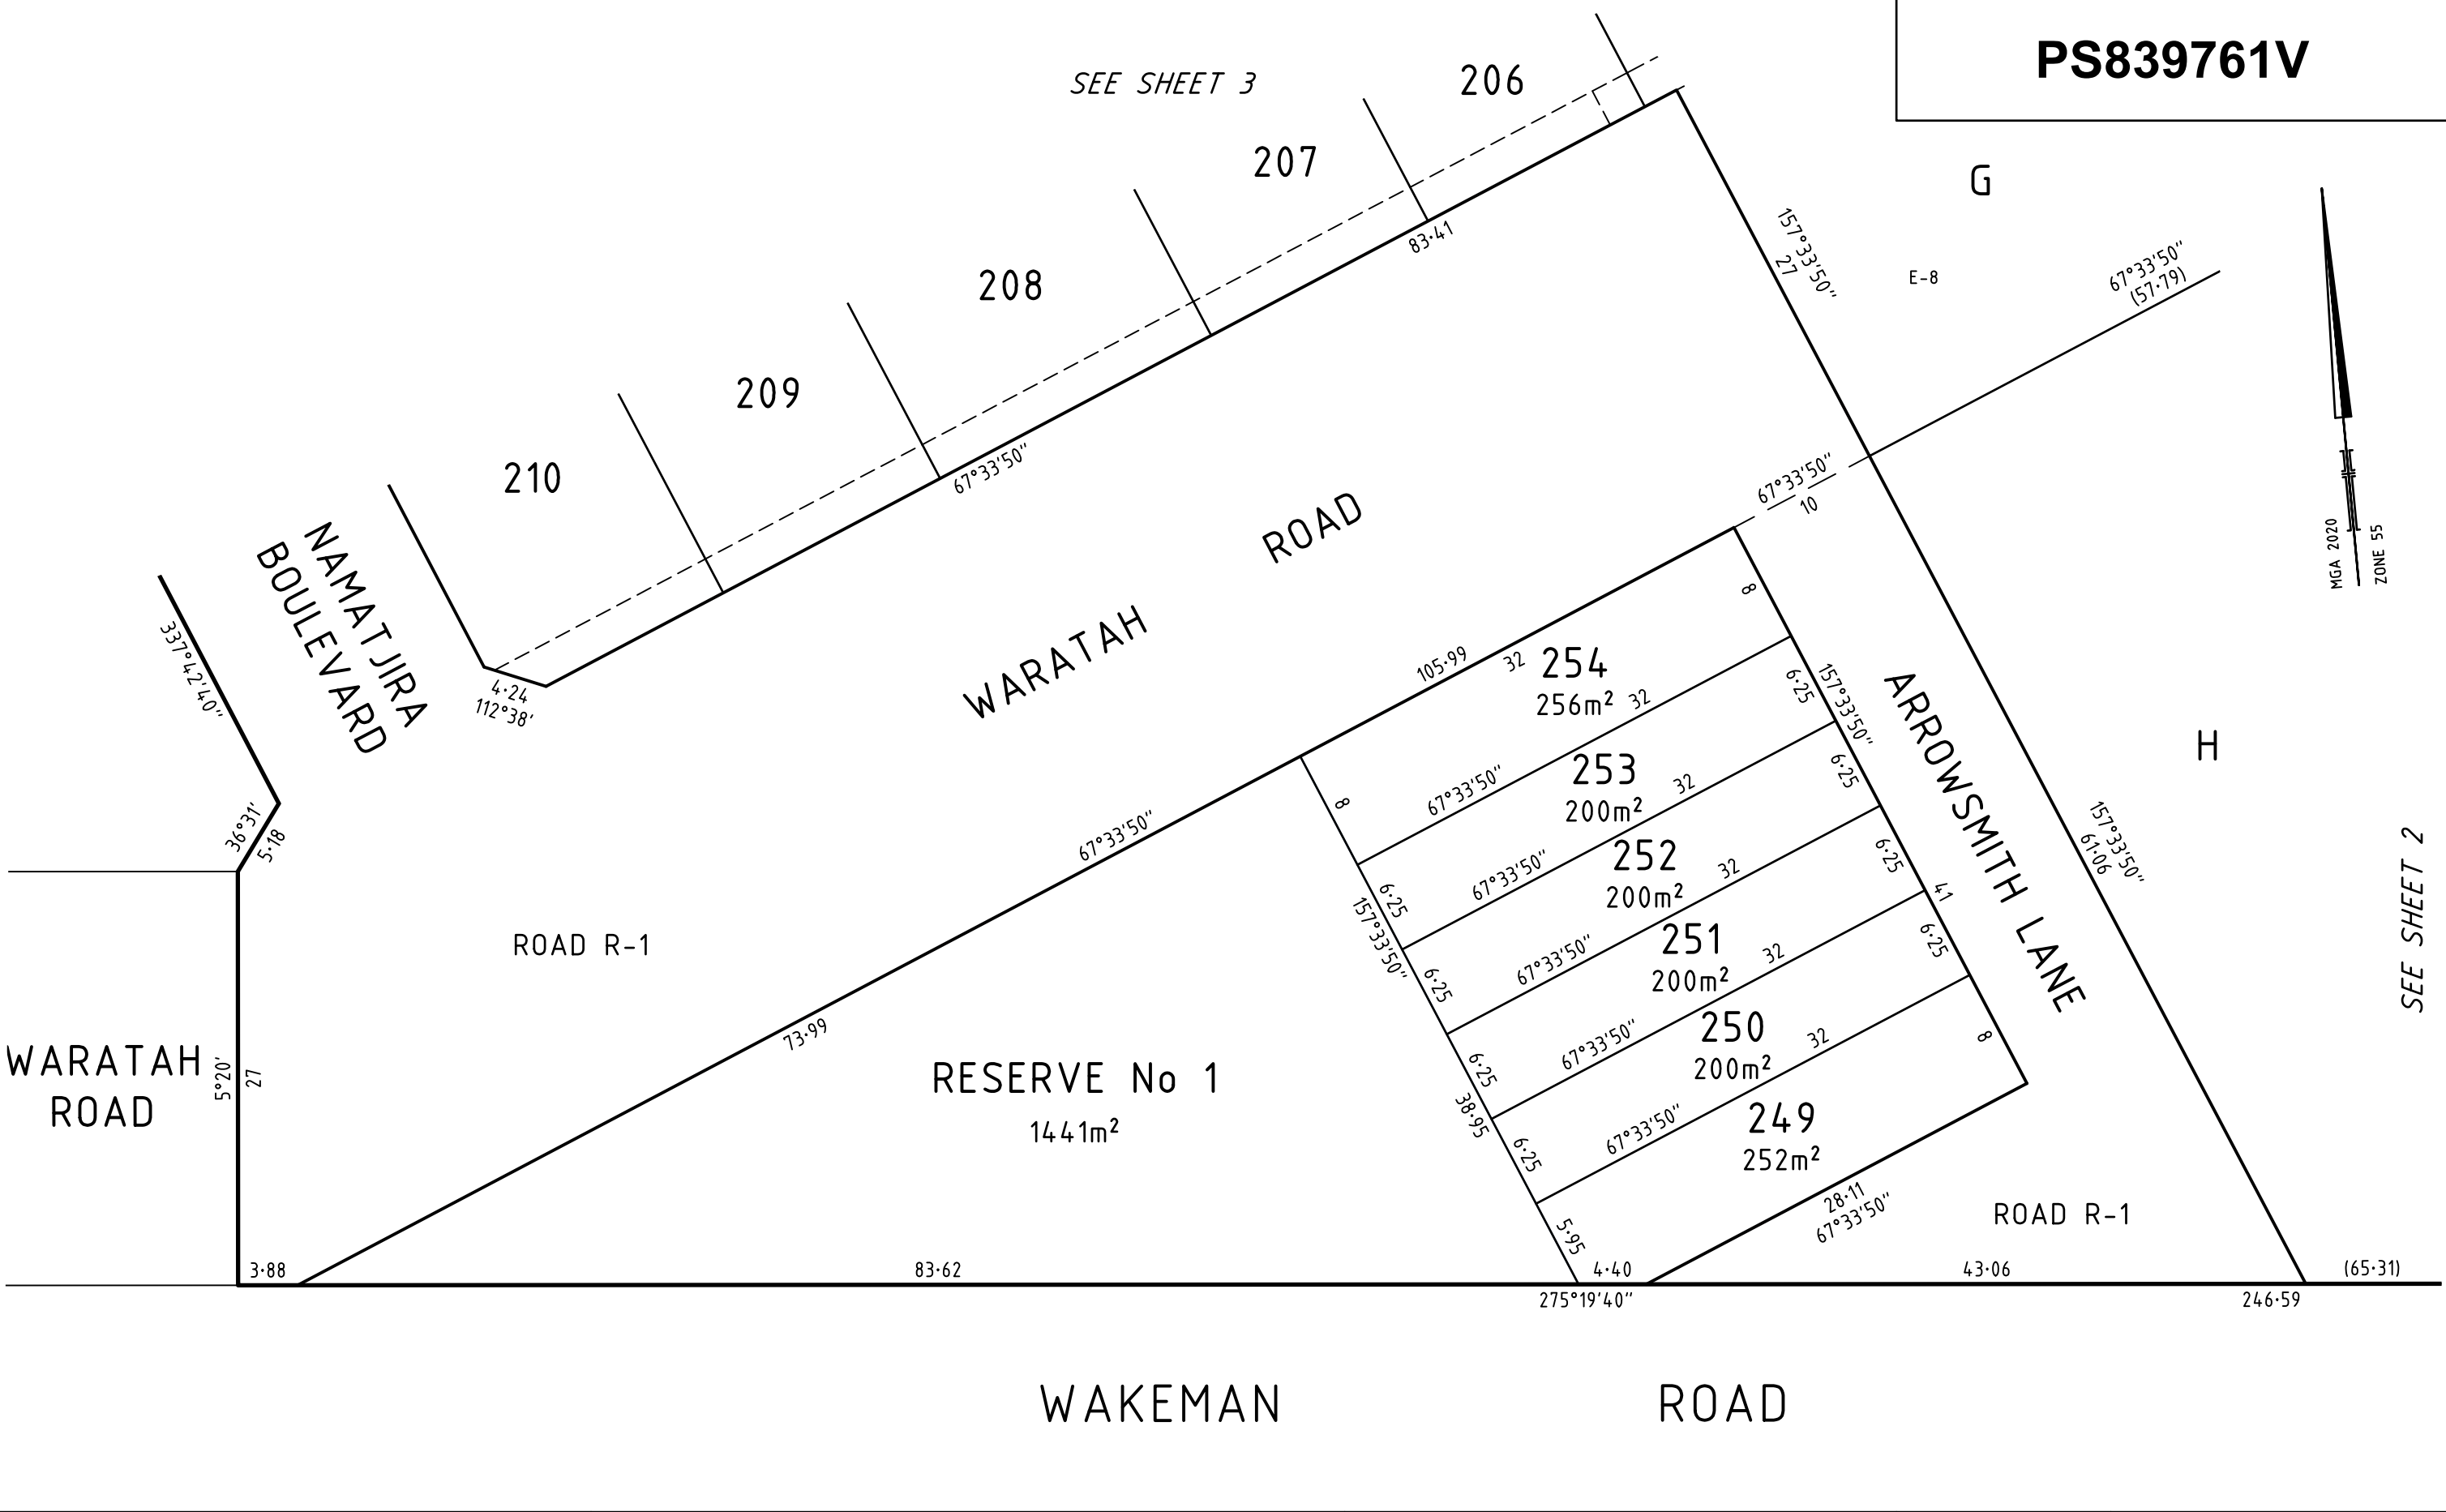 PS839761V
SEE SHEET 3
206
207
208
209
210
G
E-8
67°33'50"
(57·79)
157°33'50"
27
83·41
67°33'50"
67°33'50"
10
MGA 2020
ZONE 55
NAMATJIRA
BOULEVARD
337°42'40"
4·24
112°38'
36°31'
5·18
WARATAH ROAD
105·99
32
8
254
256m²
32
6·25
157°33'50"
ARROWSMITH LANE
H
67°33'50"
253
200m²
32
6·25
8
67°33'50"
67°33'50"
252
200m²
32
6·25
41
157°33'50"
61·06
SEE SHEET 2
6·25
157°33'50"
67°33'50"
251
200m²
32
6·25
6·25
67°33'50"
250
200m²
32
8
6·25
38·95
67°33'50"
249
252m²
6·25
5·95
28·11
67°33'50"
ROAD R-1
ROAD R-1
WARATAH
ROAD
5°20'
27
73·99
RESERVE No 1
1441m²
3·88
83·62
4·40
43·06
(65·31)
275°19'40"
246·59
WAKEMAN ROAD